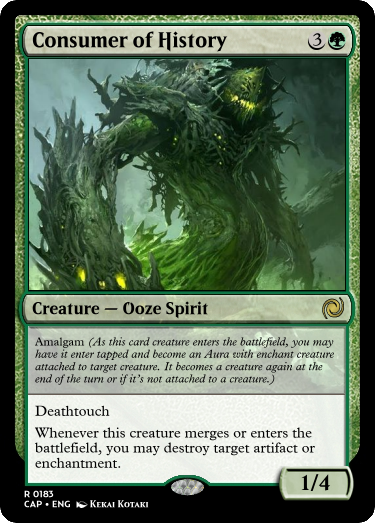 Consumer of History 3
Creature — Ooze Spirit
Amalgam (As this card creature enters the battlefield, you may
have it enter tapped and become an Aura with enchant creature
attached to target creature. It becomes a creature again at the
end of the turn or if it's not attached to a creature.)
Deathtouch
Whenever this creature merges or enters the
battlefield, you may destroy target artifact or
enchantment.
1/4
R 0183
CAP • ENG Kekai Kotaki